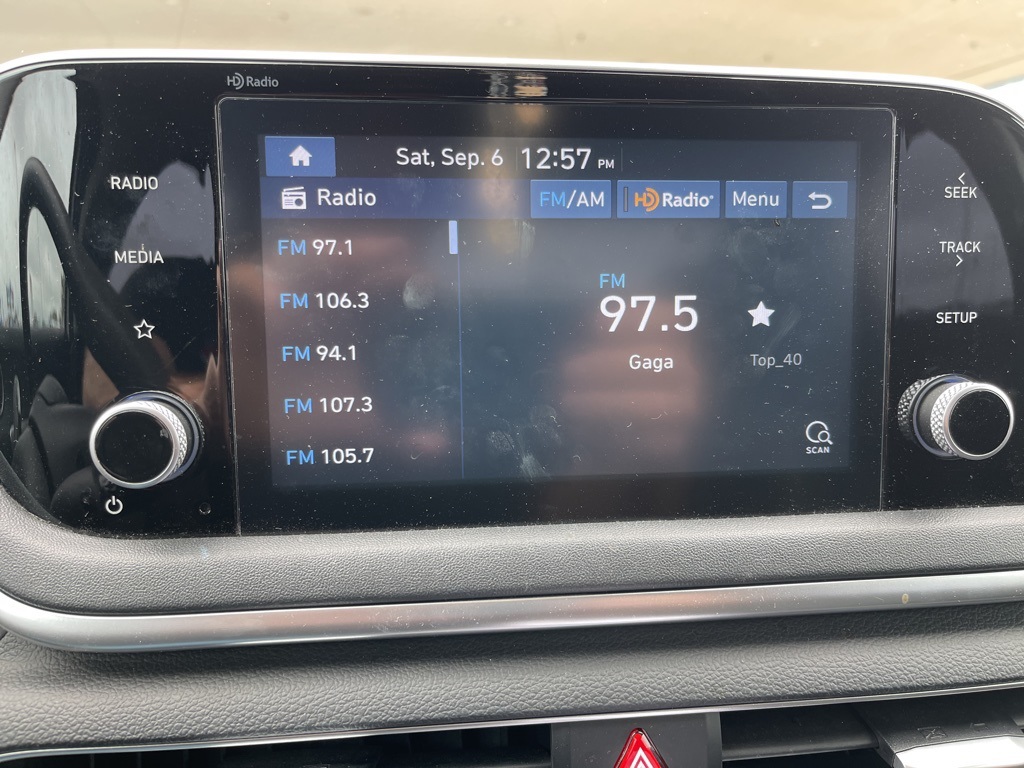 HD Radio
Sat, Sep. 6 12:57 PM
RADIO
MEDIA
Radio FM/AM HD Radio Menu
FM 97.1
FM 106.3
FM 94.1
FM 107.3
FM 105.7
FM
97.5
Gaga Top_40
SCAN
SEEK
TRACK
SETUP